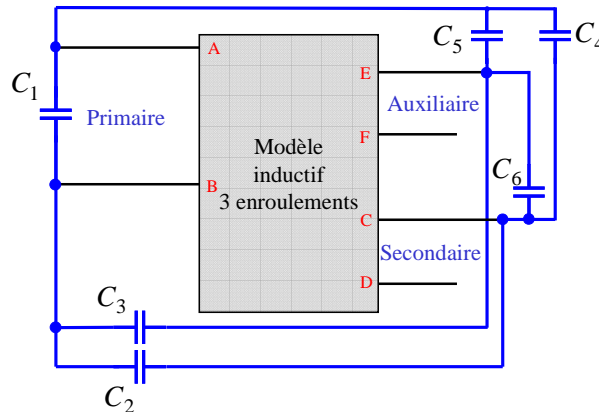 C5
C4
A
E
C1
Primaire
Auxiliaire
F
Modèle
inductif
3 enroulements
B
C6
C
Secondaire
D
C3
C2